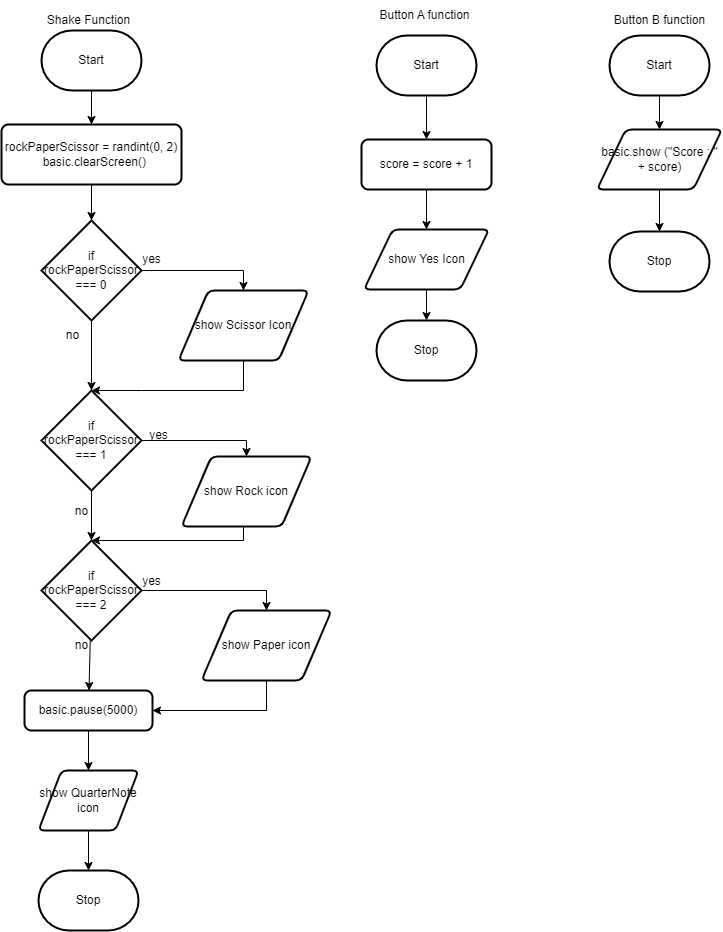 Shake Function
Start
rockPaperScissor = randint(0, 2)
basic.clearScreen()
if
rockPaperScissor
=== 0
yes
show Scissor Icon
no
if
rockPaperScissor
=== 1
yes
show Rock icon
no
if
rockPaperScissor
=== 2
yes
show Paper icon
no
basic.pause(5000)
show QuarterNote
icon
Stop
Button A function
Start
score = score + 1
show Yes Icon
Stop
Button B function
Start
basic.show ("Score :"
+ score)
Stop